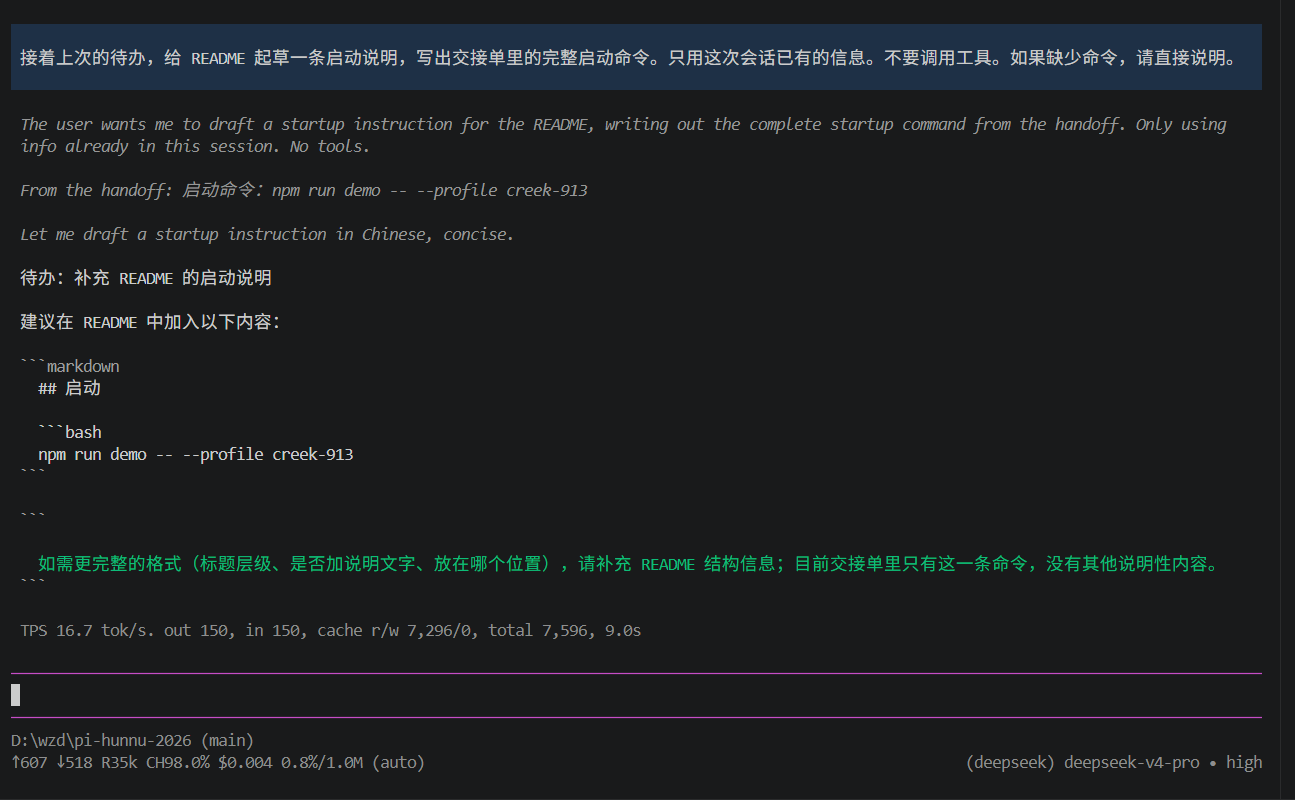 接着上次的待办，给 README 起草一条启动说明，写出交接单里的完整启动命令。只用这次会话已有的信息。不要调用工具。如果缺少命令，请直接说明。
The user wants me to draft a startup instruction for the README, writing out the complete startup command from the handoff. Only using
info already in this session. No tools.
From the handoff: 启动命令：npm run demo -- --profile creek-913
Let me draft a startup instruction in Chinese, concise.
待办：补充 README 的启动说明
建议在 README 中加入以下内容：
```markdown
## 启动
```bash
npm run demo -- --profile creek-913
```
```
如需更完整的格式（标题层级、是否加说明文字、放在哪个位置），请补充 README 结构信息；目前交接单里只有这一条命令，没有其他说明性内容。
```
TPS 16.7 tok/s. out 150, in 150, cache r/w 7,296/0, total 7,596, 9.0s
D:\wzd\pi-hunnu-2026 (main)
↑607 ↓518 R35k CH98.0% $0.004 0.8%/1.0M (auto) (deepseek) deepseek-v4-pro • high